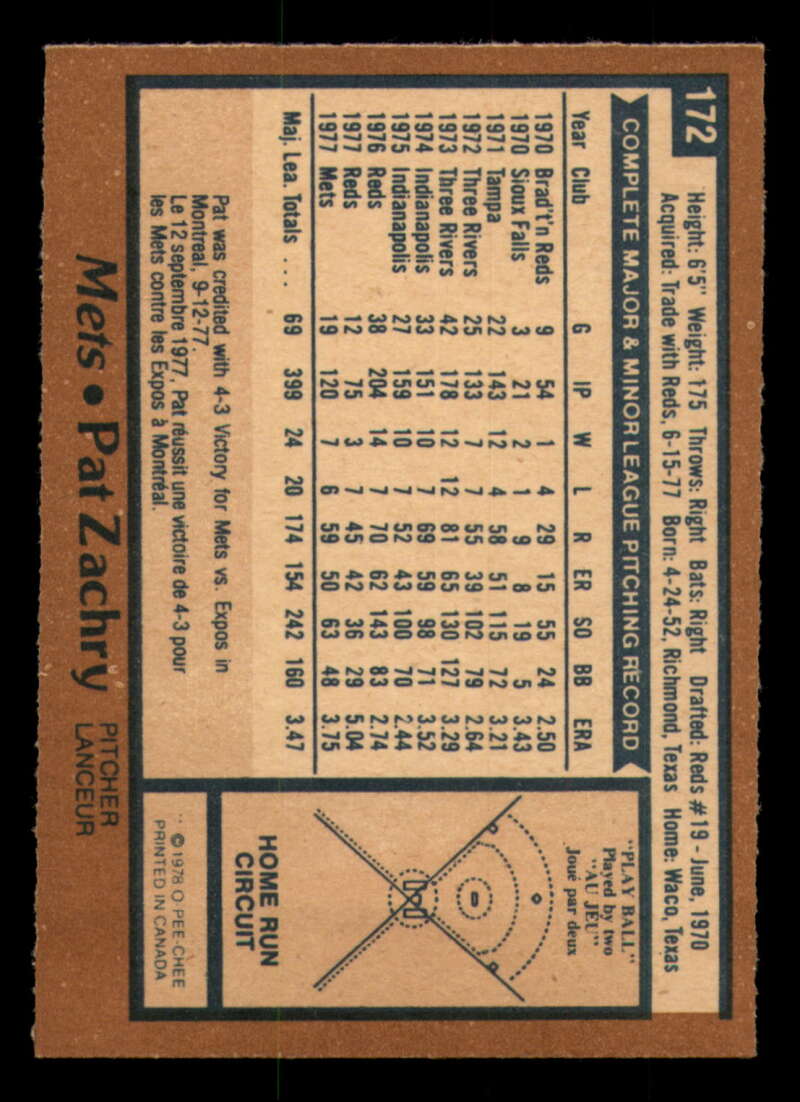 172
Height: 6'5" Weight: 175 Throws: Right Bats: Right Drafted: Reds #19 - June, 1970
Acquired: Trade with Reds, 6-15-77 Born: 4-24-52, Richmond, Texas Home: Waco, Texas
COMPLETE MAJOR & MINOR LEAGUE PITCHING RECORD
Year Club G IP W L R ER SO BB ERA
1970 Brad't'n Reds 9 54 1 4 29 15 55 24 2.50
1970 Sioux Falls 3 21 2 1 9 8 19 5 3.43
1971 Tampa 22 143 12 4 58 51 115 72 3.21
1972 Three Rivers 25 133 7 7 55 39 102 79 2.64
1973 Three Rivers 42 178 12 12 81 65 130 127 3.29
1974 Indianapolis 33 151 10 7 69 59 98 71 3.52
1975 Indianapolis 27 159 10 7 52 43 100 70 2.44
1976 Reds 38 204 14 7 70 62 143 83 2.74
1977 Reds 12 75 3 7 45 42 36 29 5.04
1977 Mets 19 120 7 6 59 50 63 48 3.75
Maj. Lea. Totals ... 69 399 24 20 174 154 242 160 3.47
Pat was credited with 4-3 Victory for Mets vs. Expos in
Montreal, 9-12-77.
Le 12 septembre 1977, Pat réussit une victoire de 4-3 pour
les Mets contre les Expos à Montréal.
"PLAY BALL"
Played by two
"AU JEU"
Joué par deux
HOME RUN
CIRCUIT
© 1978 O-PEE-CHEE
PRINTED IN CANADA
Mets • Pat Zachry PITCHER
LANCEUR